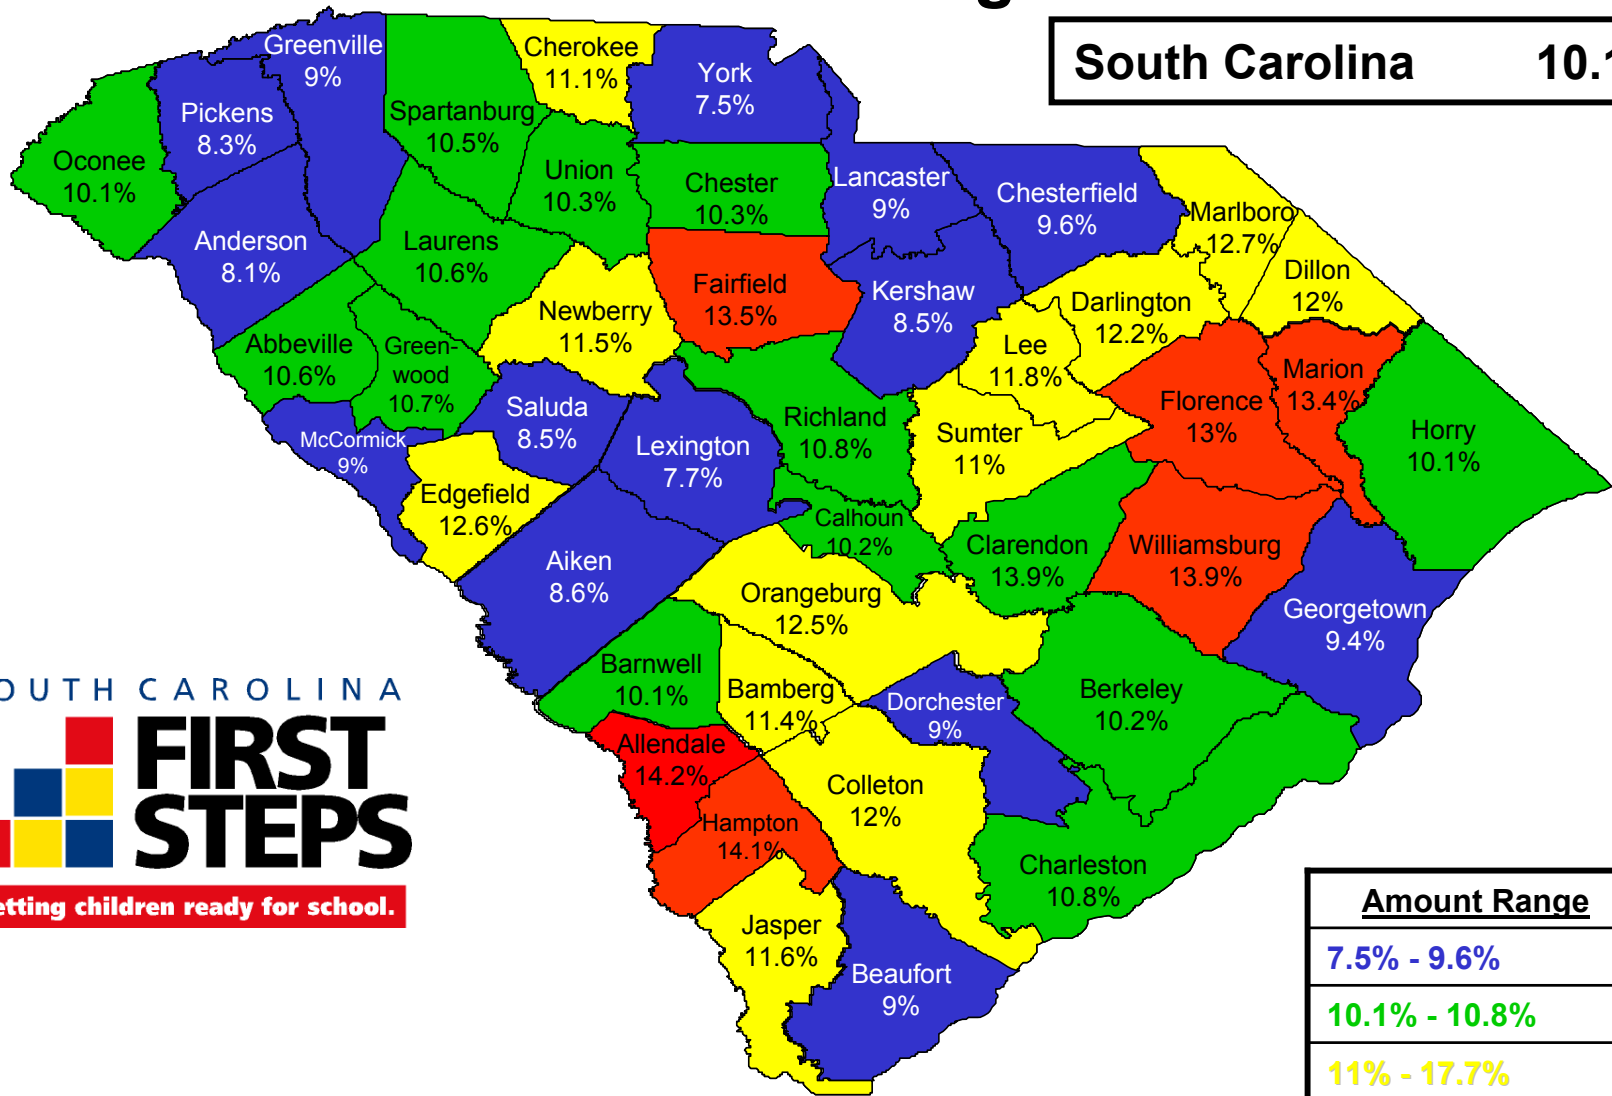 South Carolina 10.1
Greenville
9%
Cherokee
11.1%
York
7.5%
Pickens
8.3%
Spartanburg
10.5%
Oconee
10.1%
Union
10.3%
Chester
10.3%
Lancaster
9%
Chesterfield
9.6%
Marlboro
12.7%
Anderson
8.1%
Laurens
10.6%
Dillon
12%
Newberry
11.5%
Fairfield
13.5%
Kershaw
8.5%
Darlington
12.2%
Abbeville
10.6%
Green-
wood
10.7%
Lee
11.8%
Marion
13.4%
Saluda
8.5%
Richland
10.8%
Florence
13%
Horry
10.1%
McCormick
9%
Lexington
7.7%
Sumter
11%
Edgefield
12.6%
Calhoun
10.2%
Clarendon
13.9%
Williamsburg
13.9%
Aiken
8.6%
Orangeburg
12.5%
Georgetown
9.4%
Barnwell
10.1%
Bamberg
11.4%
Dorchester
9%
Berkeley
10.2%
Allendale
14.2%
Colleton
12%
Hampton
14.1%
Charleston
10.8%
Jasper
11.6%
Beaufort
9%
OUTH CAROLINA
FIRST
STEPS
etting children ready for school.
Amount Range
7.5% - 9.6%
10.1% - 10.8%
11% - 17.7%